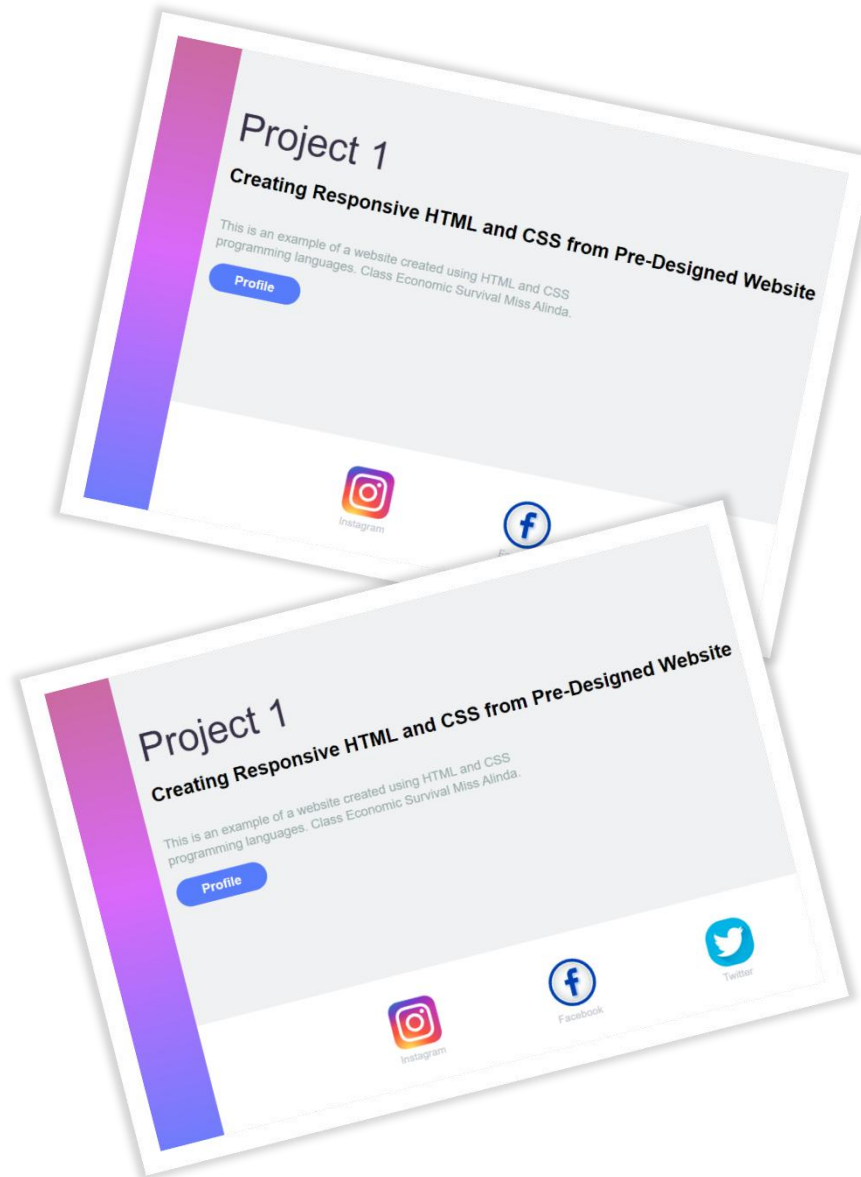 Project 1
Creating Responsive HTML and CSS from Pre-Designed Website
This is an example of a website created using HTML and CSS
programming languages. Class Economic Survival Miss Alinda.
Profile
Instagram
Project 1
Creating Responsive HTML and CSS from Pre-Designed Website
This is an example of a website created using HTML and CSS
programming languages. Class Economic Survival Miss Alinda.
Profile
Instagram
Facebook
Twitter